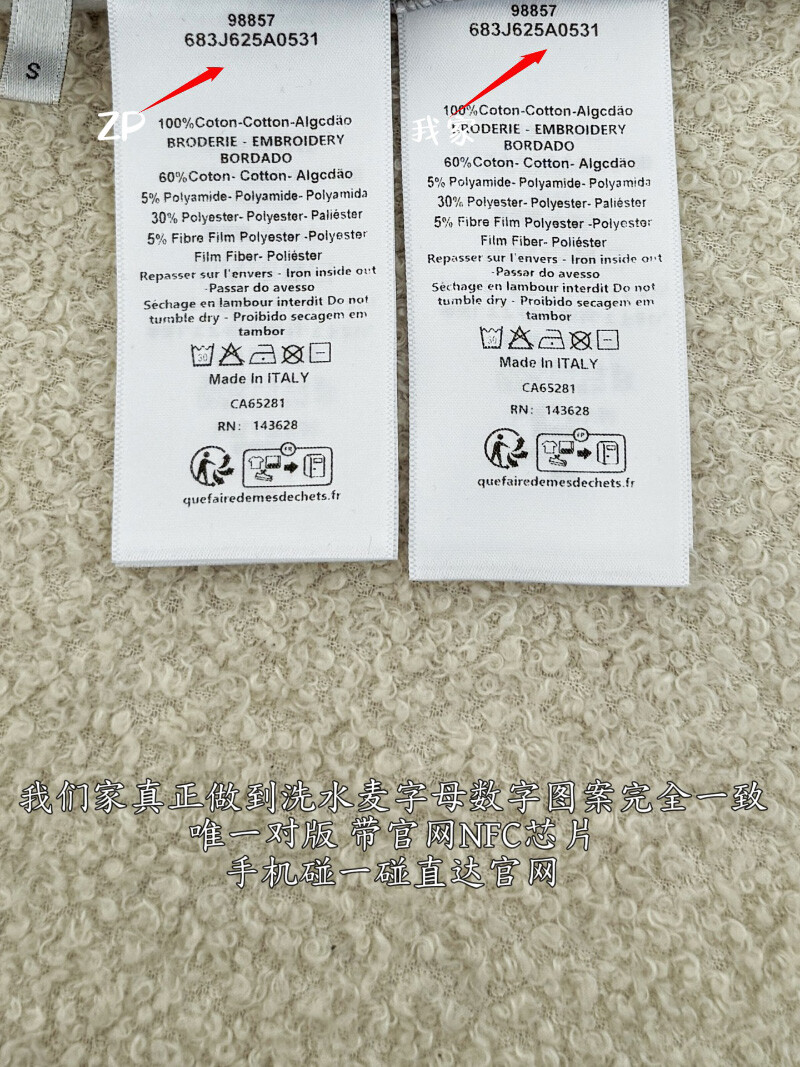 S
98857
683J625A0531
ZP
100%Coton-Cotton-Algcdäo
BRODERIE - EMBROIDERY
BORDADO
60%Coton- Cotton- Algcdäo
5% Polyamide- Polyamide- Polyamida
30% Polyester- Polyester- Paliéster
5% Fibre Film Polyester -Polyester
Film Fiber- Poliéster
Repasser sur l'envers - Iron inside out
-Passar do avesso
Séchage en lambour interdit Do not
tumble dry - Proibido secagem em
tambor
30
Made In ITALY
CA65281
RN: 143628
FR
quefairedemesdechets.fr
98857
683J625A0531
我家
100%Coton-Cotton-Algcdäo
BRODERIE - EMBROIDERY
BORDADO
60%Coton- Cotton- Algcdäo
5% Polyamide- Polyamide- Polyamida
30% Polyester- Polyester- Paliéster
5% Fibre Film Polyester -Polyester
Film Fiber- Poliéster
Repasser sur l'envers - Iron inside out
-Passar do avesso
Séchage en lambour interdit Do not
tumble dry - Proibido secagem em
tambor
30
Made In ITALY
CA65281
RN: 143628
quefairedemesdechets.fr
我们家真正做到洗水麦字母数字图案完全一致
唯一对版 带官网NFC芯片
手机碰一碰直达官网